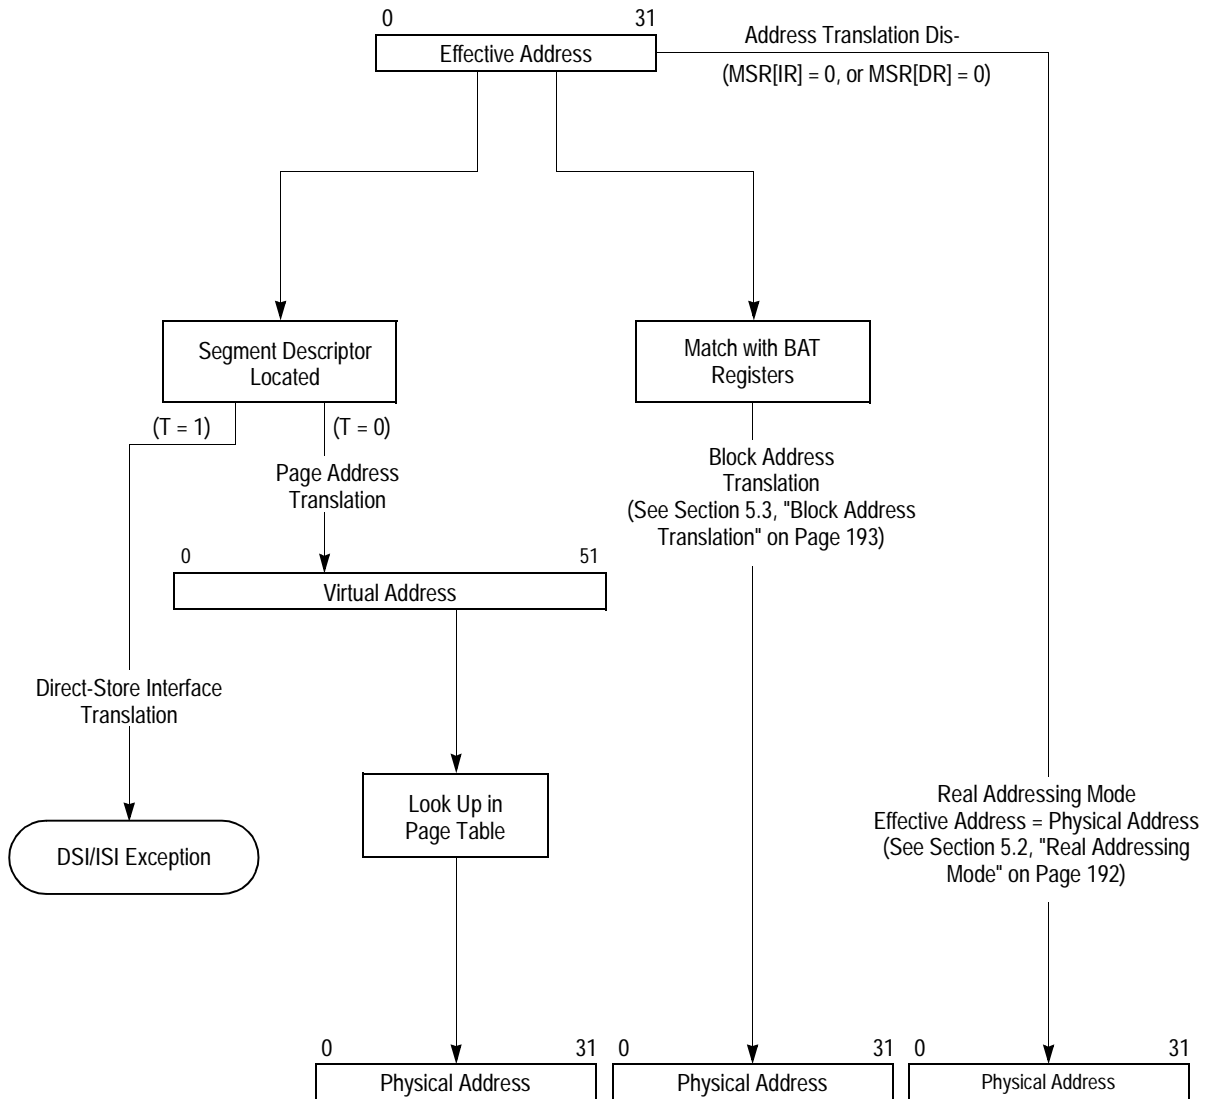 0 31
Effective Address
Address Translation Dis-
(MSR[IR] = 0, or MSR[DR] = 0)
Segment Descriptor
Located
Match with BAT
Registers
(T = 1)
(T = 0)
Page Address
Translation
Block Address
Translation
(See Section 5.3, "Block Address
Translation" on Page 193)
0 51
Virtual Address
Direct-Store Interface
Translation
Look Up in
Page Table
DSI/ISI Exception
Real Addressing Mode
Effective Address = Physical Address
(See Section 5.2, "Real Addressing
Mode" on Page 192)
0 31
Physical Address
0 31
Physical Address
0 31
Physical Address